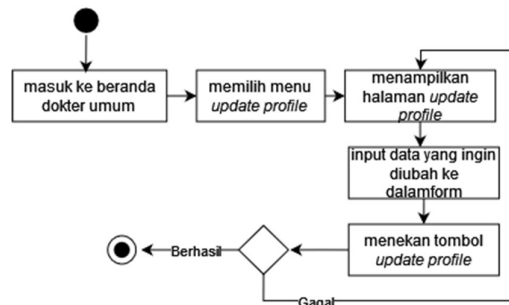 masuk ke beranda
dokter umum
memilih menu
update profile
menampilkan
halaman update
profile
input data yang ingin
diubah ke
dalamform
menekan tombol
update profile
Berhasil
Gagal